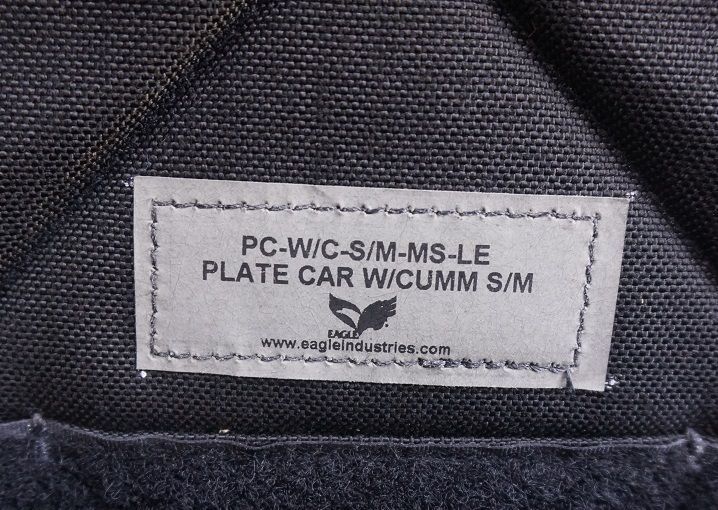 PC-W/C-S/M-MS-LE
PLATE CAR W/CUMM S/M
EAGLE
www.eagleindustries.com